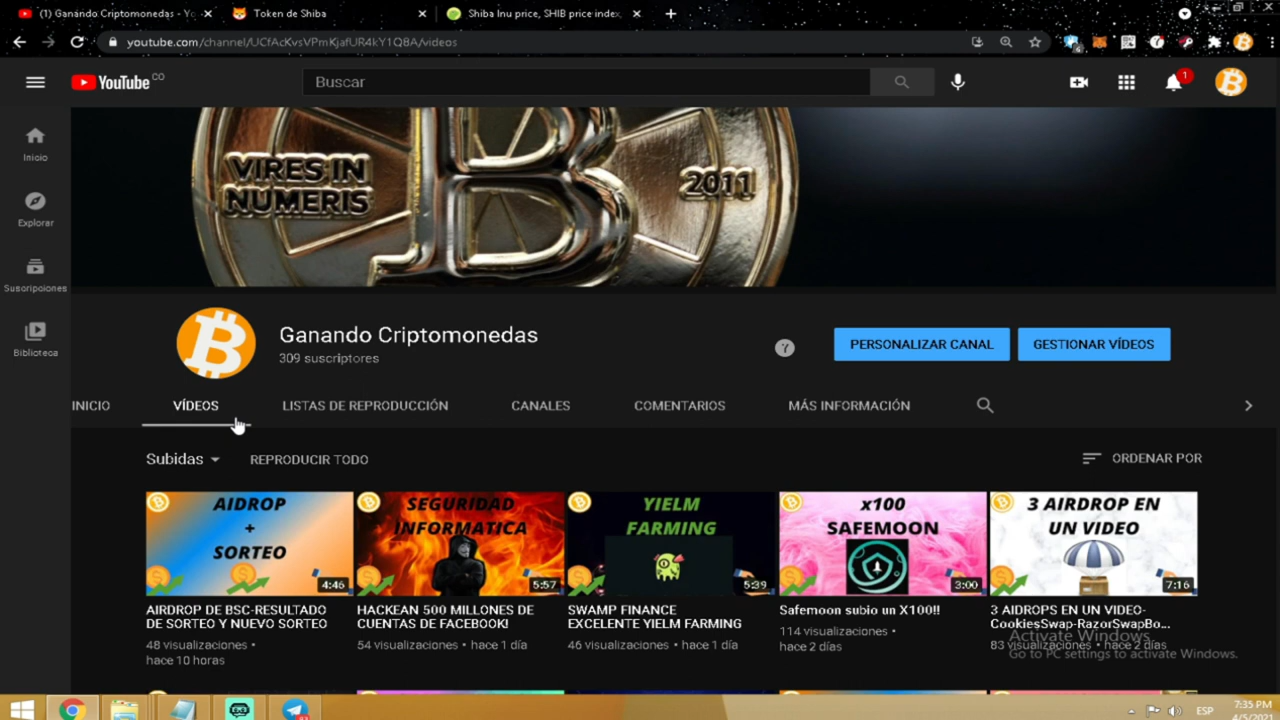 (1) Ganando Criptomonedas - Yo
Token de Shiba
Shiba Inu price, SHIB price index,
youtube.com/channel/UCfAcKvsVPmKjafUR4kY1Q8A/videos
YouTube CO
Buscar
1
Inicio
Explorar
Suscripciones
Biblioteca
VIRES IN
NUMERIS
2011
Ganando Criptomonedas
309 suscriptores
PERSONALIZAR CANAL
GESTIONAR VÍDEOS
INICIO
VÍDEOS
LISTAS DE REPRODUCCIÓN
CANALES
COMENTARIOS
MÁS INFORMACIÓN
Subidas
REPRODUCIR TODO
ORDENAR POR
AIDROP
+
SORTEO
4:46
SEGURIDAD
INFORMATICA
5:57
YIELM
FARMING
5:39
x100
SAFEMOON
3:00
3 AIRDROP EN
UN VIDEO
7:16
AIRDROP DE BSC-RESULTADO
DE SORTEO Y NUEVO SORTEO
48 visualizaciones •
hace 10 horas
HACKEAN 500 MILLONES DE
CUENTAS DE FACEBOOK!
54 visualizaciones • hace 1 día
SWAMP FINANCE
EXCELENTE YIELM FARMING
46 visualizaciones • hace 1 día
Safemoon subio un X100!!
114 visualizaciones •
hace 2 días
3 AIDROPS EN UN VIDEO-
CookiesSwap-RazorSwapBo...
83 visualizaciones • hace 2 días
Activate Windows
Go to PC settings to activate Windows.
ESP
7:35 PM
4/5/2021